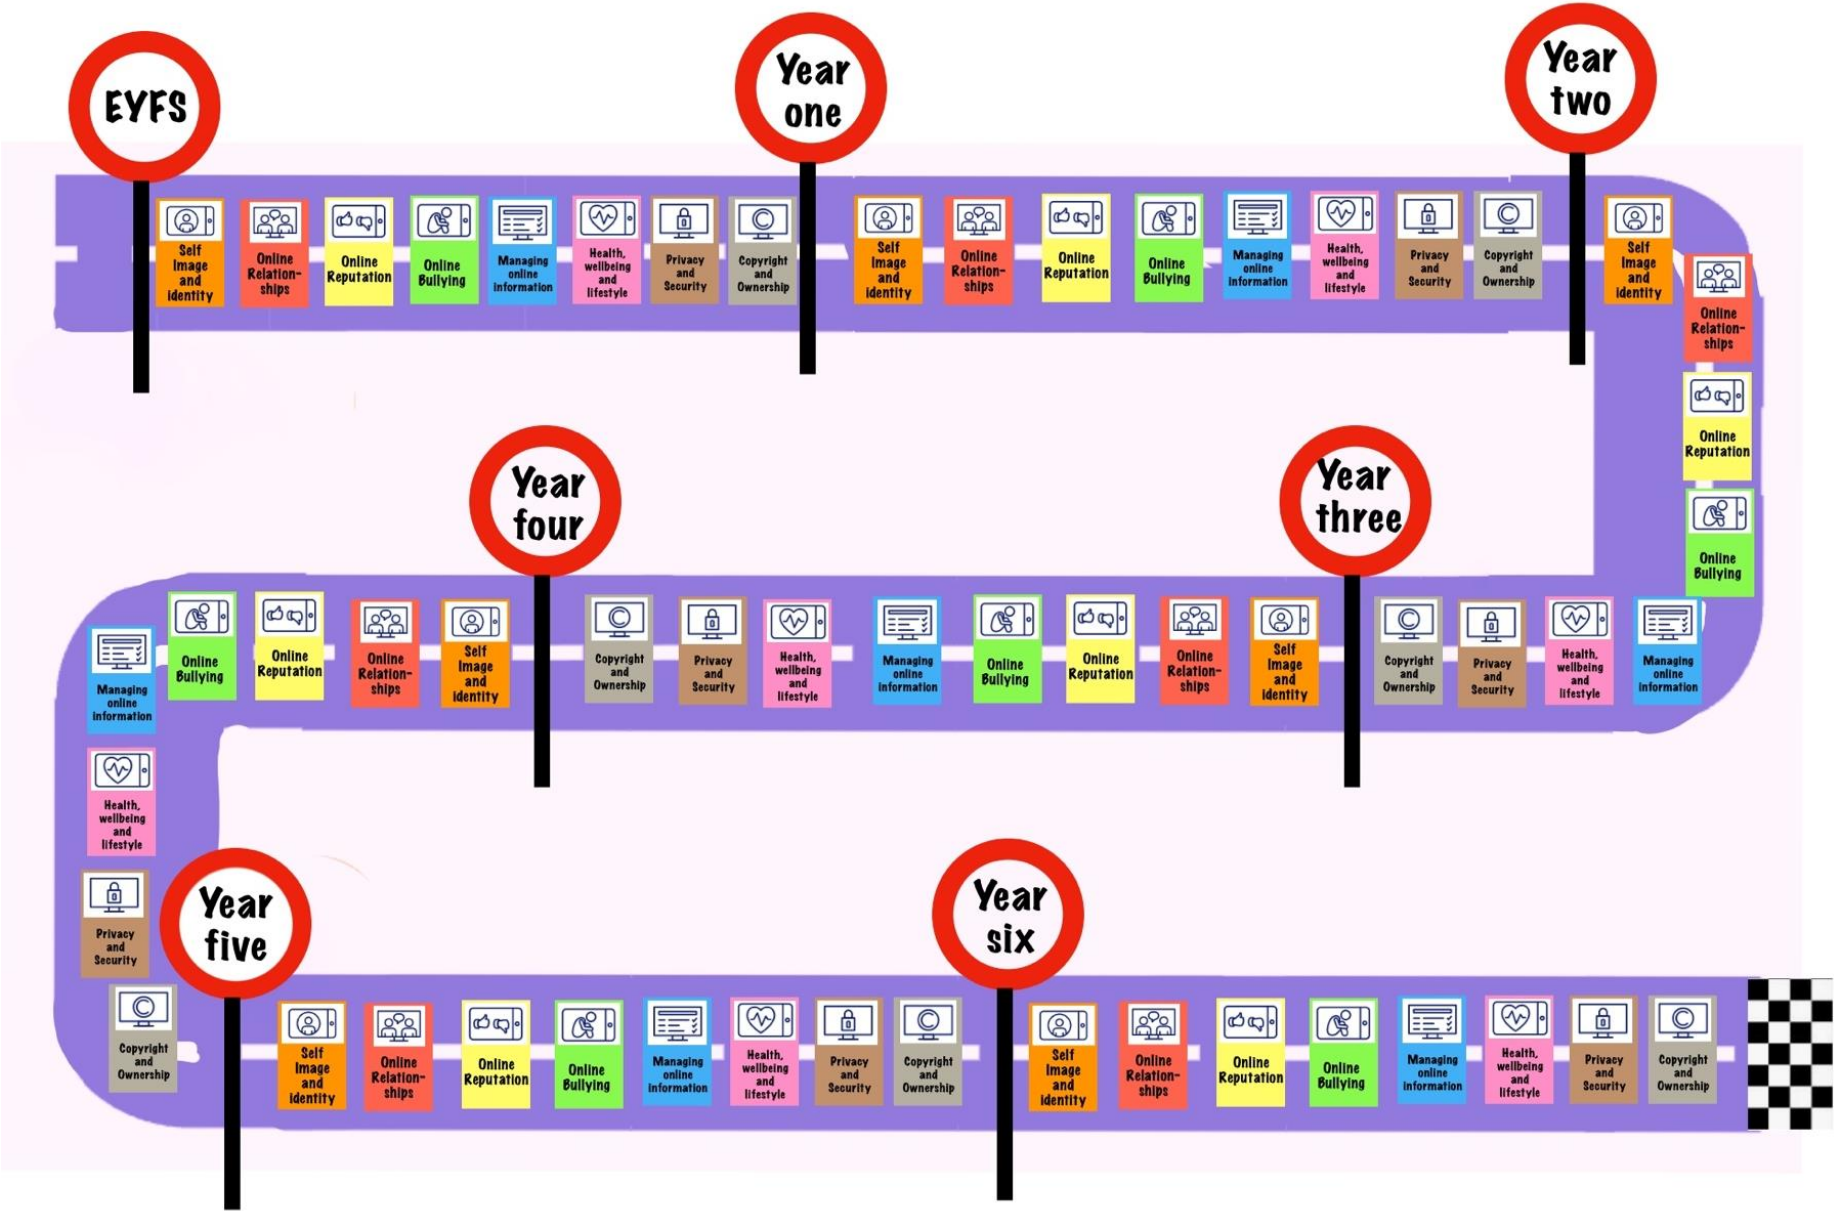 EYFS
Self
Image
and
identity
Online
Relation-
ships
Online
Reputation
Online
Bullying
Managing
online
information
Health,
wellbeing
and
lifestyle
Privacy
and
Security
Copyright
and
Ownership
Year
one
Self
Image
and
identity
Online
Relation-
ships
Online
Reputation
Online
Bullying
Managing
online
information
Health,
wellbeing
and
lifestyle
Privacy
and
Security
Copyright
and
Ownership
Year
two
Self
Image
and
identity
Online
Relation-
ships
Online
Reputation
Online
Bullying
Managing
online
information
Health,
wellbeing
and
lifestyle
Privacy
and
Security
Copyright
and
Ownership
Year
three
Self
Image
and
identity
Online
Relation-
ships
Online
Reputation
Online
Bullying
Managing
online
information
Health,
wellbeing
and
lifestyle
Privacy
and
Security
Copyright
and
Ownership
Year
four
Self
Image
and
identity
Online
Relation-
ships
Online
Reputation
Online
Bullying
Managing
online
information
Health,
wellbeing
and
lifestyle
Privacy
and
Security
Copyright
and
Ownership
Year
five
Self
Image
and
identity
Online
Relation-
ships
Online
Reputation
Online
Bullying
Managing
online
information
Health,
wellbeing
and
lifestyle
Privacy
and
Security
Copyright
and
Ownership
Year
six
Self
Image
and
identity
Online
Relation-
ships
Online
Reputation
Online
Bullying
Managing
online
information
Health,
wellbeing
and
lifestyle
Privacy
and
Security
Copyright
and
Ownership